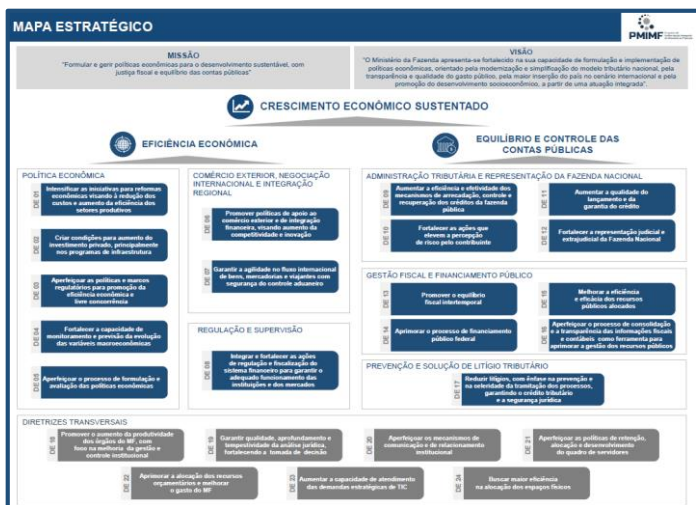 MAPA ESTRATÉGICO
PMIMF
MISSÃO
"Formular e gerir políticas econômicas para o desenvolvimento sustentável, com
justiça fiscal e equilíbrio das contas públicas"
VISÃO
"O Ministério da Fazenda apresenta-se fortalecido na sua capacidade de formulação e implementação de
políticas econômicas, orientado pela modernização e simplificação do modelo tributário nacional, pela
transparência e qualidade do gasto público, pela maior inserção do país no cenário internacional e pela
promoção do desenvolvimento socioeconômico, a partir de uma atuação integrada".
CRESCIMENTO ECONÔMICO SUSTENTADO
EFICIÊNCIA ECONÔMICA
POLÍTICA ECONÔMICA
DE 01
Intensificar as iniciativas para reformas
econômicas visando à redução dos
custos e aumento da eficiência dos
setores produtivos
DE 02
Criar condições para aumento do
investimento privado, principalmente
nos programas de infraestrutura
DE 03
Aperfeiçoar as políticas e marcos
regulatórios para promoção da
eficiência econômica e
livre concorrência
DE 04
Fortalecer a capacidade de
monitoramento e previsão da evolução
das variáveis macroeconômicas
DE 05
Aperfeiçoar o processo de formulação e
avaliação das políticas econômicas
COMÉRCIO EXTERIOR, NEGOCIAÇÃO
INTERNACIONAL E INTEGRAÇÃO
REGIONAL
DE 06
Promover políticas de apoio ao
comércio exterior e de integração
financeira, visando aumento da
competitividade e inovação
DE 07
Garantir a agilidade no fluxo internacional
de bens, mercadorias e viajantes com
segurança do controle aduaneiro
REGULAÇÃO E SUPERVISÃO
DE 08
Integrar e fortalecer as ações
de regulação e fiscalização do
sistema financeiro para garantir o
adequado funcionamento das
instituições e dos mercados
EQUILÍBRIO E CONTROLE DAS
CONTAS PÚBLICAS
ADMINISTRAÇÃO TRIBUTÁRIA E REPRESENTAÇÃO DA FAZENDA NACIONAL
DE 09
Aumentar a eficiência e efetividade dos
mecanismos de arrecadação, controle e
recuperação dos créditos da fazenda
pública
DE 11
Aumentar a qualidade do
lançamento e da
garantia do crédito
DE 10
Fortalecer as ações que
elevem a percepção
de risco pelo contribuinte
DE 12
Fortalecer a representação judicial e
extrajudicial da Fazenda Nacional
GESTÃO FISCAL E FINANCIAMENTO PÚBLICO
DE 13
Promover o equilíbrio
fiscal intertemporal
DE 15
Melhorar a eficiência
e eficácia dos recursos
públicos alocados
DE 14
Aprimorar o processo de financiamento
público federal
DE 16
Aperfeiçoar o processo de consolidação
e a transparência das informações fiscais
e contábeis como ferramenta para
aprimorar a gestão dos recursos públicos
PREVENÇÃO E SOLUÇÃO DE LITÍGIO TRIBUTÁRIO
DE 17
Reduzir litígios, com ênfase na prevenção e
na celeridade da tramitação dos processos,
garantindo o crédito tributário
e a segurança jurídica
DIRETRIZES TRANSVERSAIS
DE 18
Promover o aumento da produtividade
dos órgãos do MF, com
foco na melhoria da gestão e
controle institucional
DE 19
Garantir qualidade, aprofundamento e
tempestividade da análise jurídica,
fortalecendo a tomada de decisão
DE 20
Aperfeiçoar os mecanismos de
comunicação e de relacionamento
institucional
DE 21
Aperfeiçoar as políticas de retenção,
alocação e desenvolvimento
do quadro de servidores
DE 22
Aprimorar a alocação dos recursos
orçamentários e melhorar
o gasto do MF
DE 23
Aumentar a capacidade de atendimento
das demandas estratégicas de TIC
DE 24
Buscar maior eficiência
na alocação dos espaços físicos